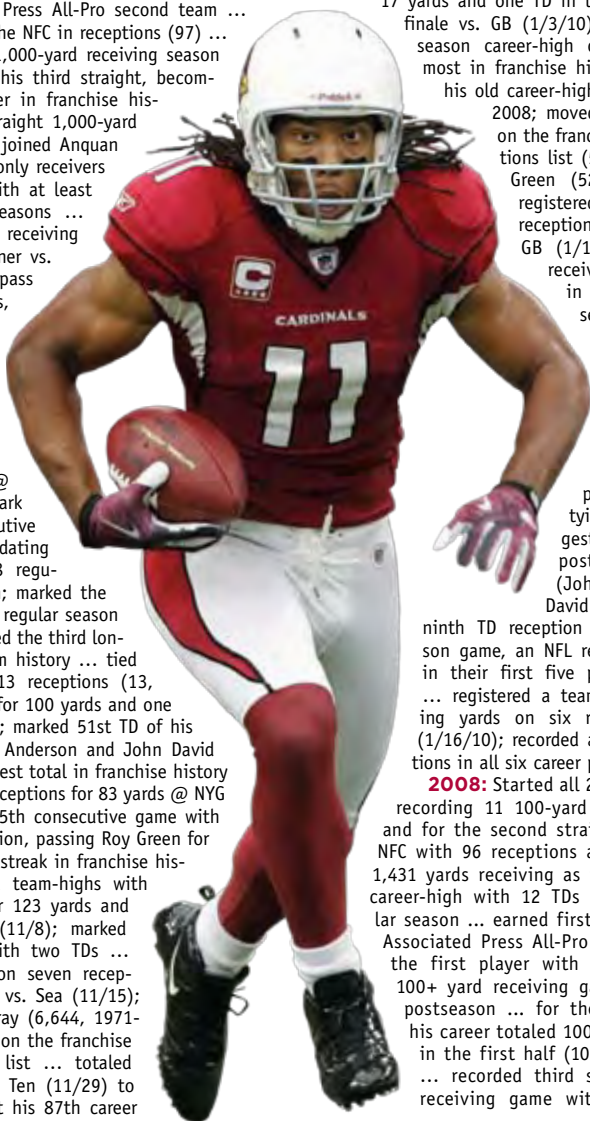 Press All-Pro second team ...
he NFC in receptions (97) ...
,000-yard receiving season
his third straight, becom-
er in franchise his-
raight 1,000-yard
joined Anquan
only receivers
ith at least
easons ...
receiving
ner vs.
pass
s,
@
ark
utive
dating
8 regu-
n; marked the
regular season
ed the third lon-
m history ... tied
13 receptions (13,
for 100 yards and one
; marked 51st TD of his
Anderson and John David
est total in franchise history
ceptions for 83 yards @ NYG
5th consecutive game with
tion, passing Roy Green for
streak in franchise his-
team-highs with
r 123 yards and
(11/8); marked
ith two TDs ...
on seven recep-
vs. Sea (11/15);
ray (6,644, 1971-
on the franchise
list ... totaled
Ten (11/29) to
t his 87th career
Riddell
C
CARDINALS
11
11
17 yards and one TD in t
finale vs. GB (1/3/10)
season career-high
most in franchise hi
his old career-high
2008; moved
on the franc
tions list (
Green (52
registered
reception
GB (1/1
receiv
in
se
p
tyi
gest
post
(Joh
David
ninth TD reception
son game, an NFL re
in their first five p
... registered a team
ing yards on six r
(1/16/10); recorded a
tions in all six career p
2008: Started all 2
recording 11 100-yard
and for the second strai
NFC with 96 receptions a
1,431 yards receiving as
career-high with 12 TDs
lar season ... earned first
Associated Press All-Pro
the first player with
100+ yard receiving ga
postseason ... for the
his career totaled 100
in the first half (10
... recorded third s
receiving game wit